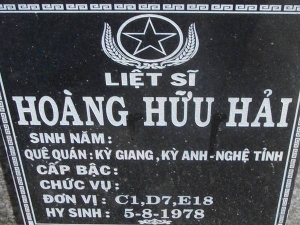 LIỆT SĨ
HOÀNG HỮU HẢI
SINH NĂM :
QUÊ QUÁN : KỲ GIANG , KỲ ANH-NGHỆ TĨNH
CẤP BẬC :
CHỨC VỤ :
ĐƠN VỊ : C1,D7,E18
HY SINH : 5-8-1978